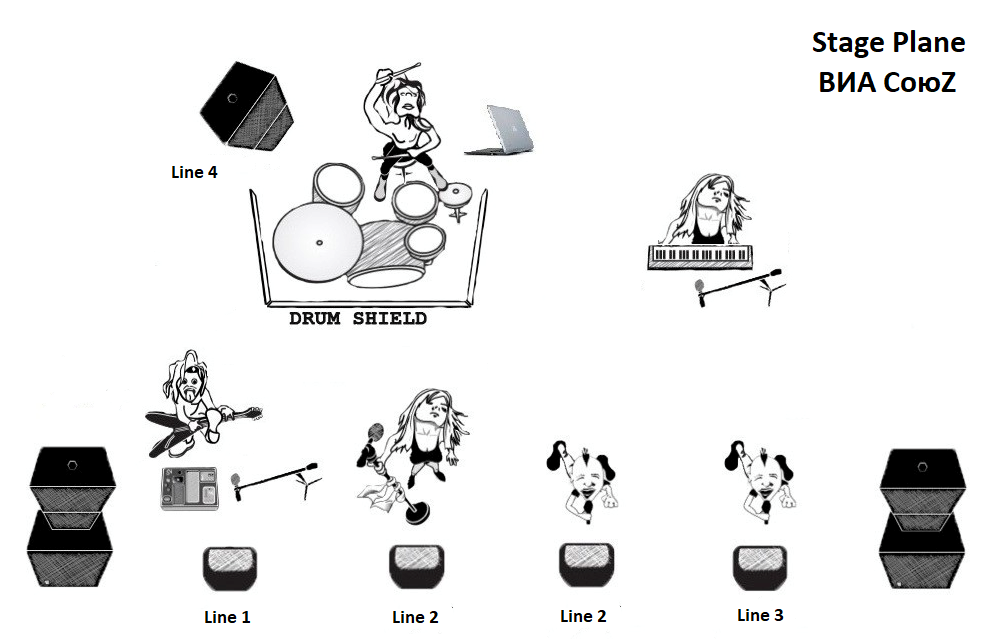 Stage Plane
ВИА СоюZ
Line 4
DRUM SHIELD
Line 1
Line 2
Line 2
Line 3